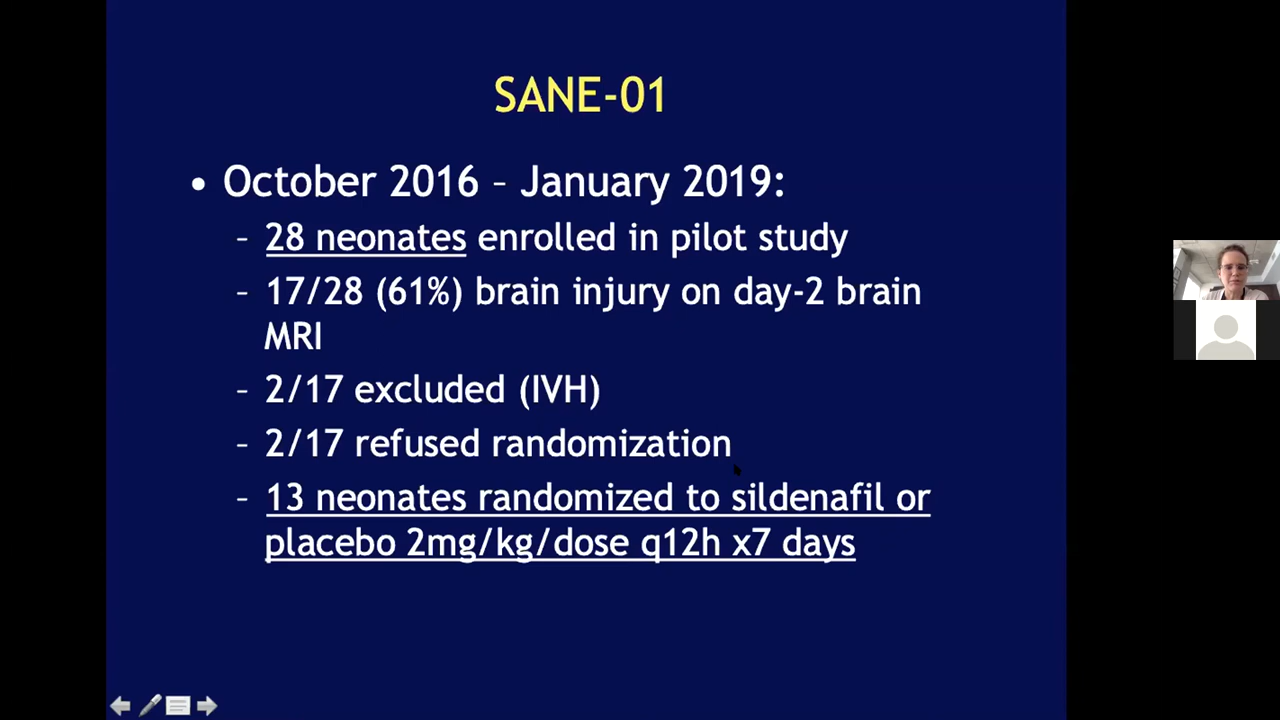 SANE-01
• October 2016 – January 2019:
– 28 neonates enrolled in pilot study
– 17/28 (61%) brain injury on day-2 brain
MRI
– 2/17 excluded (IVH)
– 2/17 refused randomization
– 13 neonates randomized to sildenafil or
placebo 2mg/kg/dose q12h x7 days